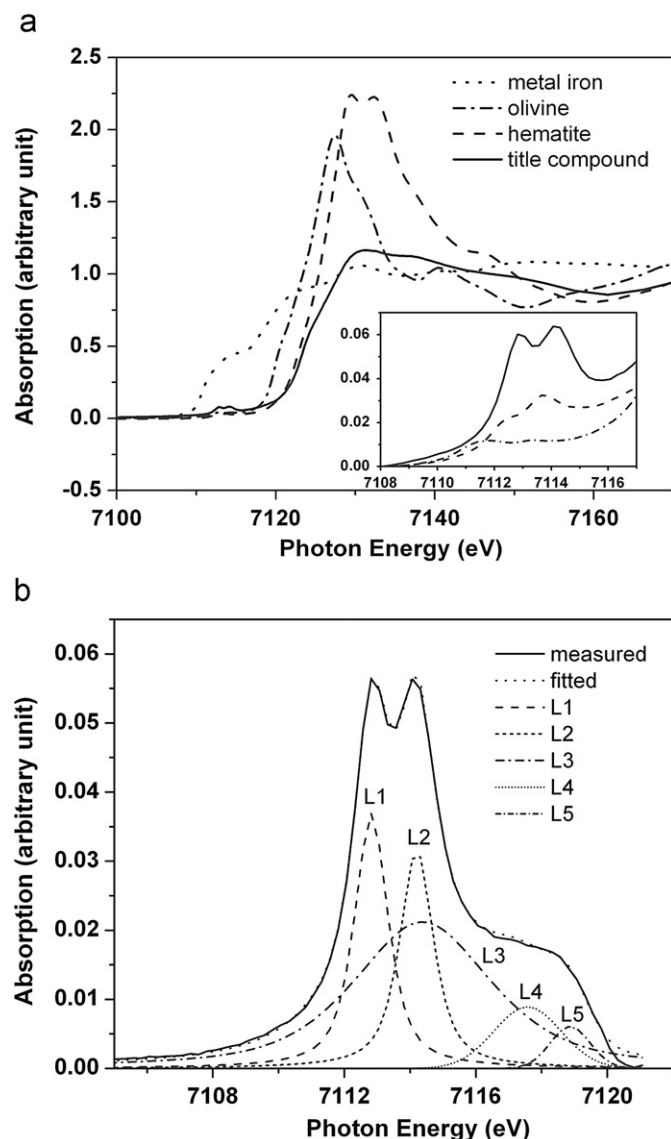 a
2.5
2.0
1.5
1.0
0.5
0.0
-0.5
Absorption (arbitrary unit)
metal iron
olivine
hematite
title compound
0.06
0.04
0.02
0.00
7108 7110 7112 7114 7116
7100 7120 7140 7160
Photon Energy (eV)
b
0.06
0.05
0.04
0.03
0.02
0.01
0.00
Absorption (arbitrary unit)
measured
fitted
L1
L2
L3
L4
L5
L1
L2
L3
L4
L5
7108 7112 7116 7120
Photon Energy (eV)